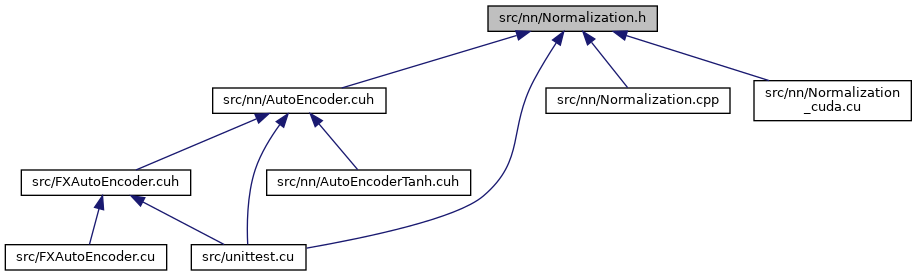 src/nn/Normalization.h
src/nn/AutoEncoder.cuh
src/nn/Normalization.cpp
src/nn/Normalization
_cuda.cu
src/FXAutoEncoder.cuh
src/nn/AutoEncoderTanh.cuh
src/FXAutoEncoder.cu
src/unittest.cu